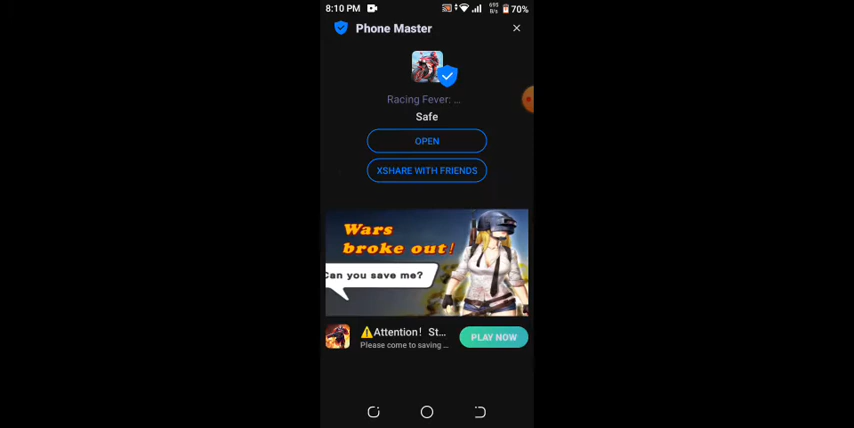 8:10 PM 695 B/s 70%
Phone Master
Racing Fever: ...
Safe
OPEN
XSHARE WITH FRIENDS
Wars
broke out!
Can you save me?
⚠️Attention! St...
Please come to saving ...
PLAY NOW